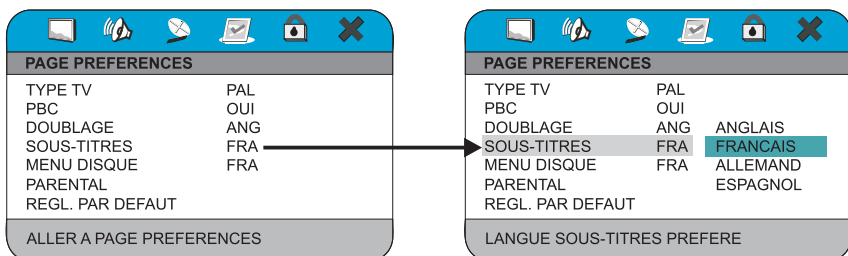 PAGE PREFERENCES
TYPE TV PAL
PBC OUI
DOUBLAGE ANG
SOUS-TITRES FRA
MENU DISQUE FRA
PARENTAL
REGL. PAR DEFAUT
ALLER A PAGE PREFERENCES
PAGE PREFERENCES
TYPE TV PAL
PBC OUI
DOUBLAGE ANG ANGLAIS
SOUS-TITRES FRA FRANCAIS
MENU DISQUE FRA ALLEMAND
PARENTAL ESPAGNOL
REGL. PAR DEFAUT
LANGUE SOUS-TITRES PREFERE